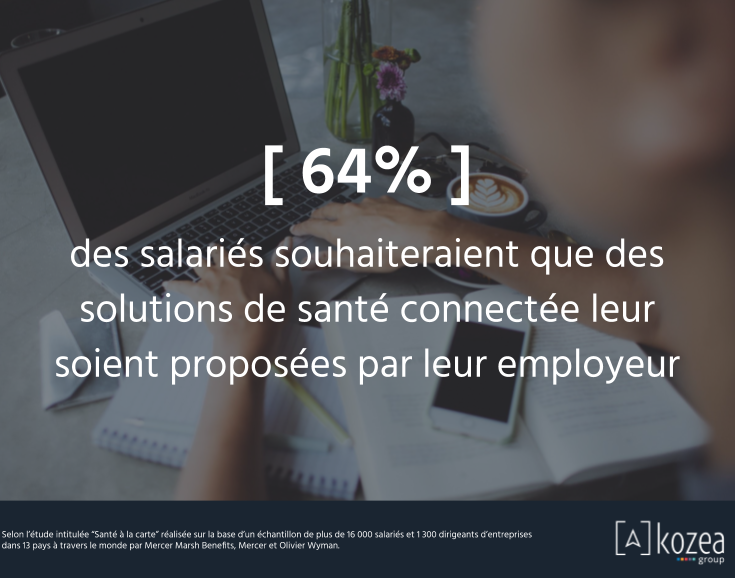 [ 64% ]
des salariés souhaiteraient que des
solutions de santé connectée leur
soient proposées par leur employeur
Selon l'étude intitulée "Santé à la carte" réalisée sur la base d'un échantillon de plus de 16 000 salariés et 1 300 dirigeants d'entreprises
dans 13 pays à travers le monde par Mercer Marsh Benefits, Mercer et Olivier Wyman.
[A] kozea
group